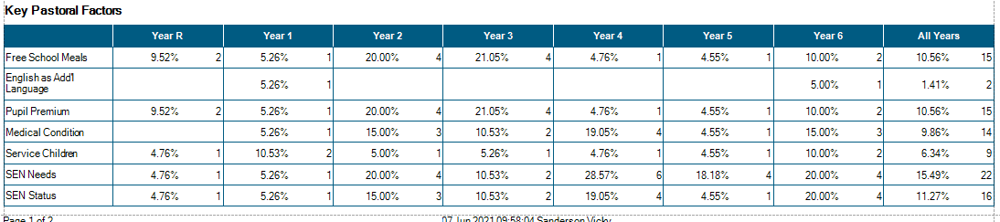 Key Pastoral Factors
Year R Year 1 Year 2 Year 3 Year 4 Year 5 Year 6 All Years
Free School Meals 9.52% 2 5.26% 1 20.00% 4 21.05% 4 4.76% 1 4.55% 1 10.00% 2 10.56% 15
English as Add'l
Language 5.26% 1 5.00% 1 1.41% 2
Pupil Premium 9.52% 2 5.26% 1 20.00% 4 21.05% 4 4.76% 1 4.55% 1 10.00% 2 10.56% 15
Medical Condition 5.26% 1 15.00% 3 10.53% 2 19.05% 4 4.55% 1 15.00% 3 9.86% 14
Service Children 4.76% 1 10.53% 2 5.00% 1 5.26% 1 4.76% 1 4.55% 1 10.00% 2 6.34% 9
SEN Needs 4.76% 1 5.26% 1 20.00% 4 10.53% 2 28.57% 6 18.18% 4 20.00% 4 15.49% 22
SEN Status 4.76% 1 5.26% 1 15.00% 3 10.53% 2 19.05% 4 4.55% 1 20.00% 4 11.27% 16
Page 1 of 2 07 Jun 2021 09:58:04 Sanderson Vicky